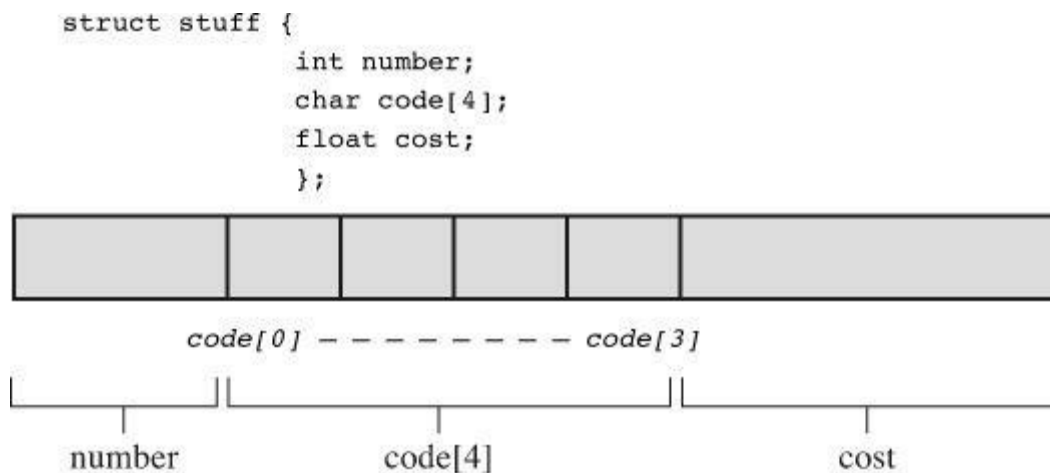 struct stuff {
int number;
char code[4];
float cost;
};
code[0] – – – – – – – – – code[3]
number code[4] cost